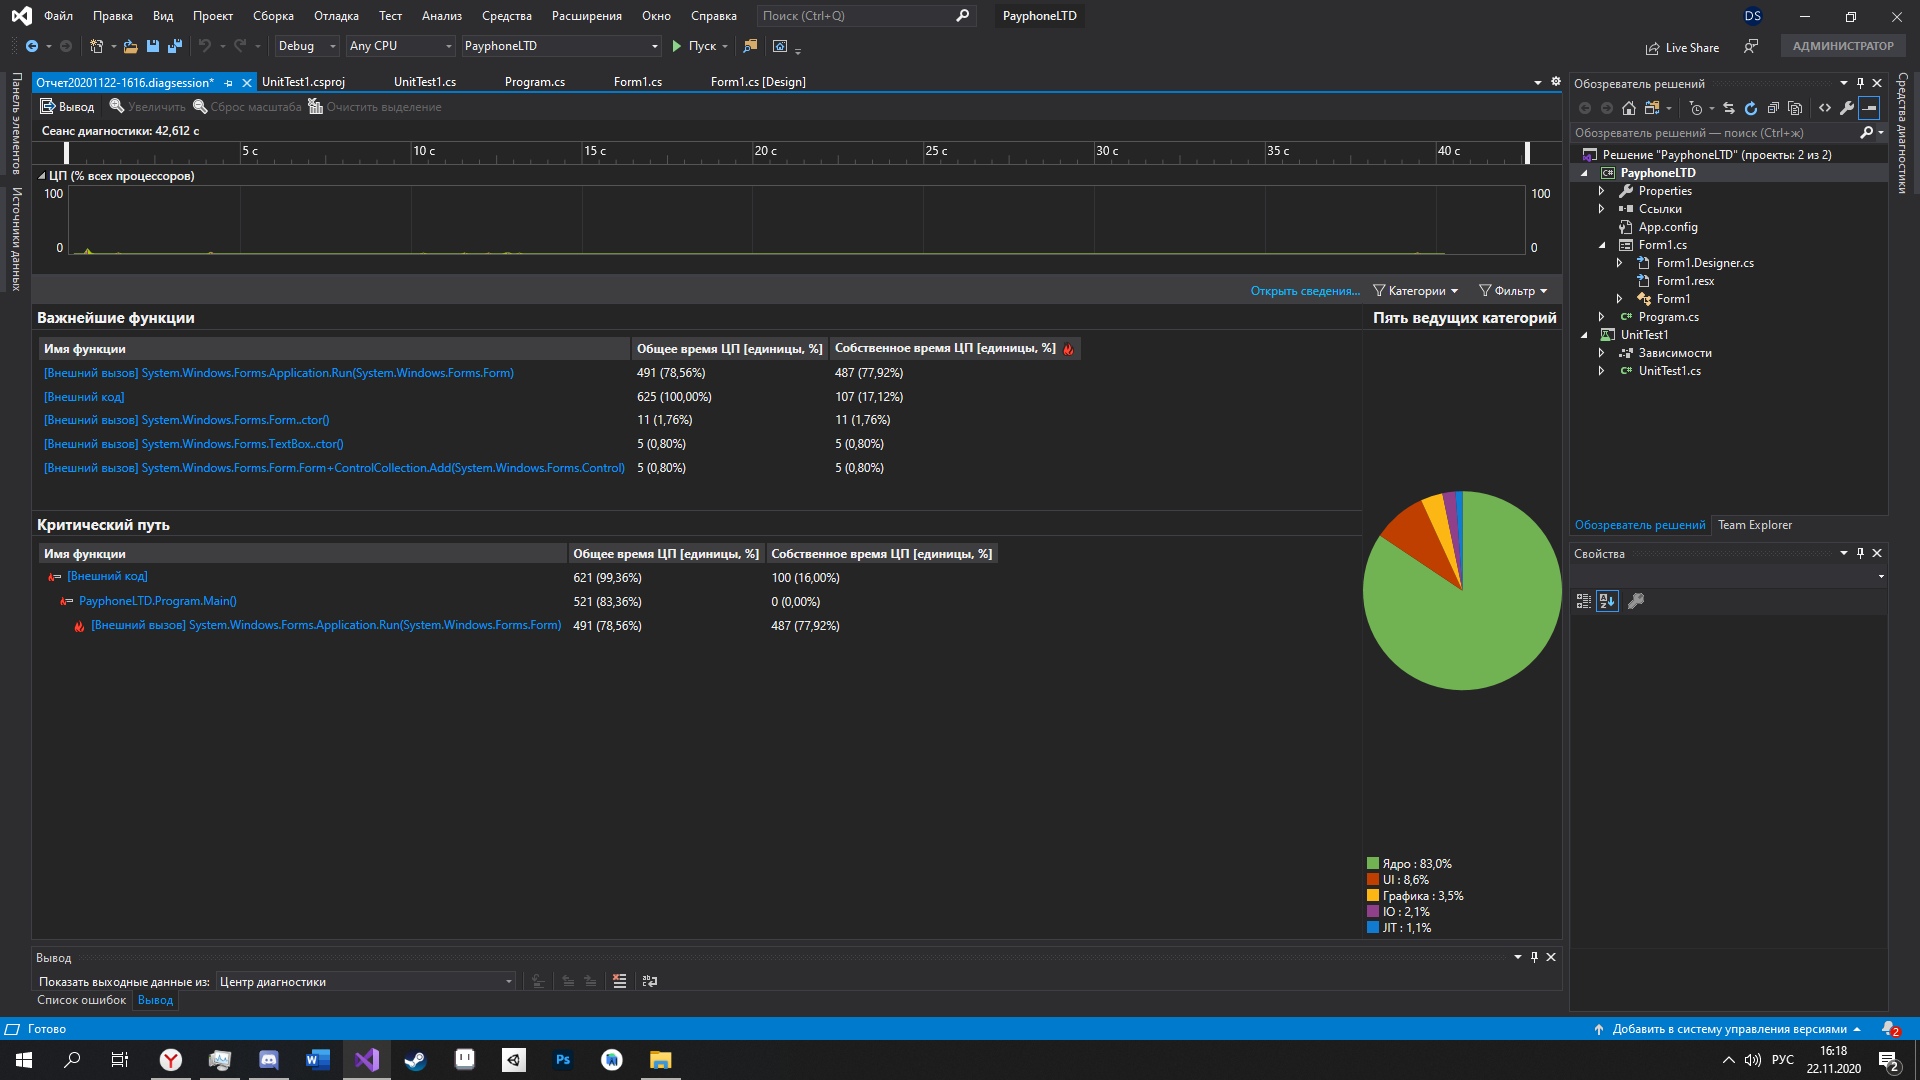 Файл Правка Вид Проект Сборка Отладка Тест Анализ Средства Расширения Окно Справка Поиск (Ctrl+Q) PayphoneLTD DS
Debug Any CPU PayphoneLTD Пуск Live Share АДМИНИСТРАТОР
Панель элементов
Источники данных
Отчет20201122-1616.diagsession* UnitTest1.csproj UnitTest1.cs Program.cs Form1.cs Form1.cs [Design]
Вывод Увеличить Сброс масштаба Очистить выделение
Сеанс диагностики: 42,612 с
5 с 10 с 15 с 20 с 25 с 30 с 35 с 40 с
ЦП (% всех процессоров)
100 100
0 0
Открыть сведения... Категории Фильтр
Важнейшие функции
Имя функции Общее время ЦП [единицы, %] Собственное время ЦП [единицы, %]
[Внешний вызов] System.Windows.Forms.Application.Run(System.Windows.Forms.Form) 491 (78,56%) 487 (77,92%)
[Внешний код] 625 (100,00%) 107 (17,12%)
[Внешний вызов] System.Windows.Forms.Form..ctor() 11 (1,76%) 11 (1,76%)
[Внешний вызов] System.Windows.Forms.TextBox..ctor() 5 (0,80%) 5 (0,80%)
[Внешний вызов] System.Windows.Forms.Form.Form+ControlCollection.Add(System.Windows.Forms.Control) 5 (0,80%) 5 (0,80%)
Критический путь
Имя функции Общее время ЦП [единицы, %] Собственное время ЦП [единицы, %]
[Внешний код] 621 (99,36%) 100 (16,00%)
PayphoneLTD.Program.Main() 521 (83,36%) 0 (0,00%)
[Внешний вызов] System.Windows.Forms.Application.Run(System.Windows.Forms.Form) 491 (78,56%) 487 (77,92%)
Пять ведущих категорий
Ядро : 83,0%
UI : 8,6%
Графика : 3,5%
IO : 2,1%
JIT : 1,1%
Вывод
Показать выходные данные из: Центр диагностики
Список ошибок Вывод
Обозреватель решений
Обозреватель решений — поиск (Ctrl+ж)
Решение "PayphoneLTD" (проекты: 2 из 2)
C# PayphoneLTD
Properties
Ссылки
App.config
Form1.cs
Form1.Designer.cs
Form1.resx
Form1
C# Program.cs
UnitTest1
Зависимости
C# UnitTest1.cs
Обозреватель решений Team Explorer
Свойства
Средства диагностики
Готово Добавить в систему управления версиями 2
W Ps РУС 16:18
22.11.2020 2